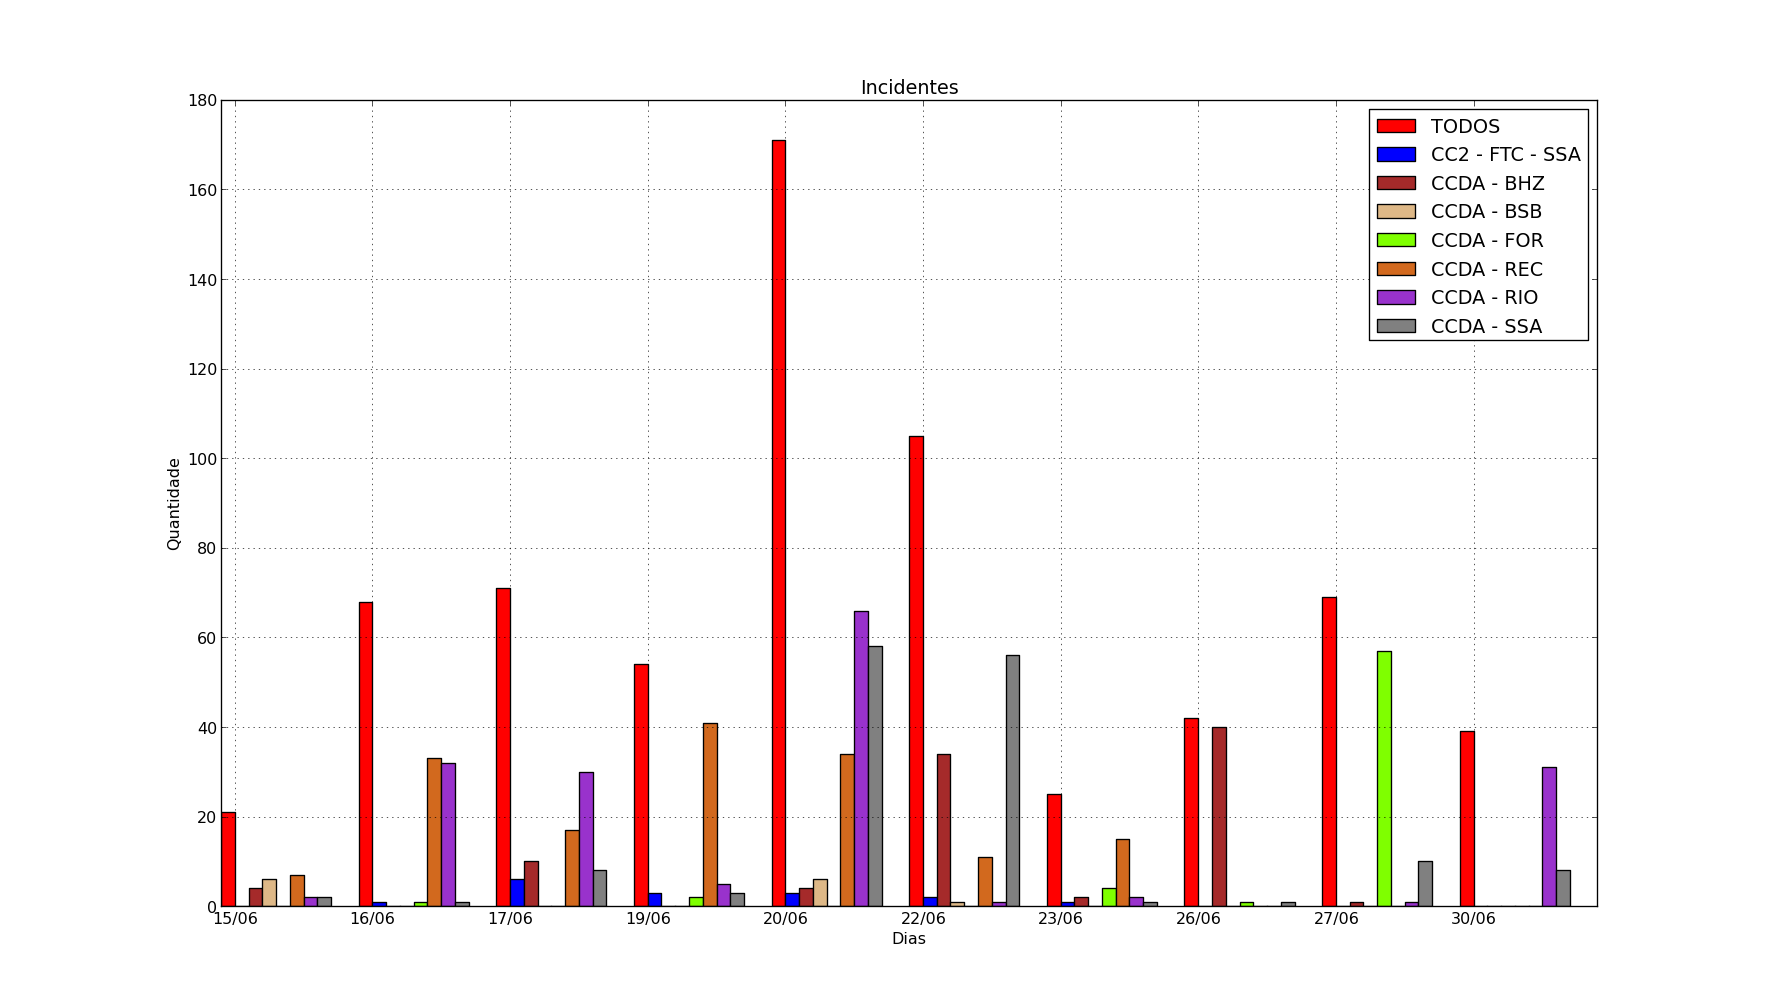 Incidentes
180
160
140
120
100
80
60
40
20
0
Quantidade
TODOS
CC2 - FTC - SSA
CCDA - BHZ
CCDA - BSB
CCDA - FOR
CCDA - REC
CCDA - RIO
CCDA - SSA
15/06 16/06 17/06 19/06 20/06 22/06 23/06 26/06 27/06 30/06
Dias